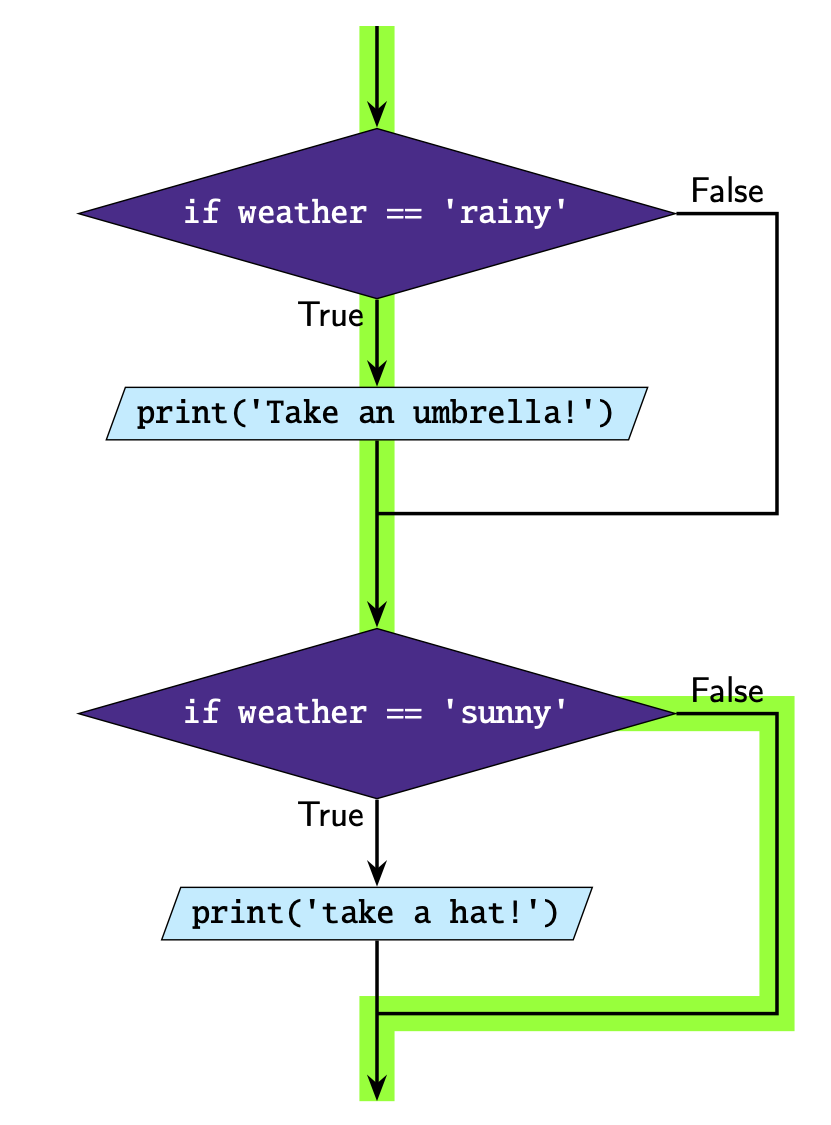 if weather == 'rainy'
False
True
print('Take an umbrella!')
if weather == 'sunny'
False
True
print('take a hat!')